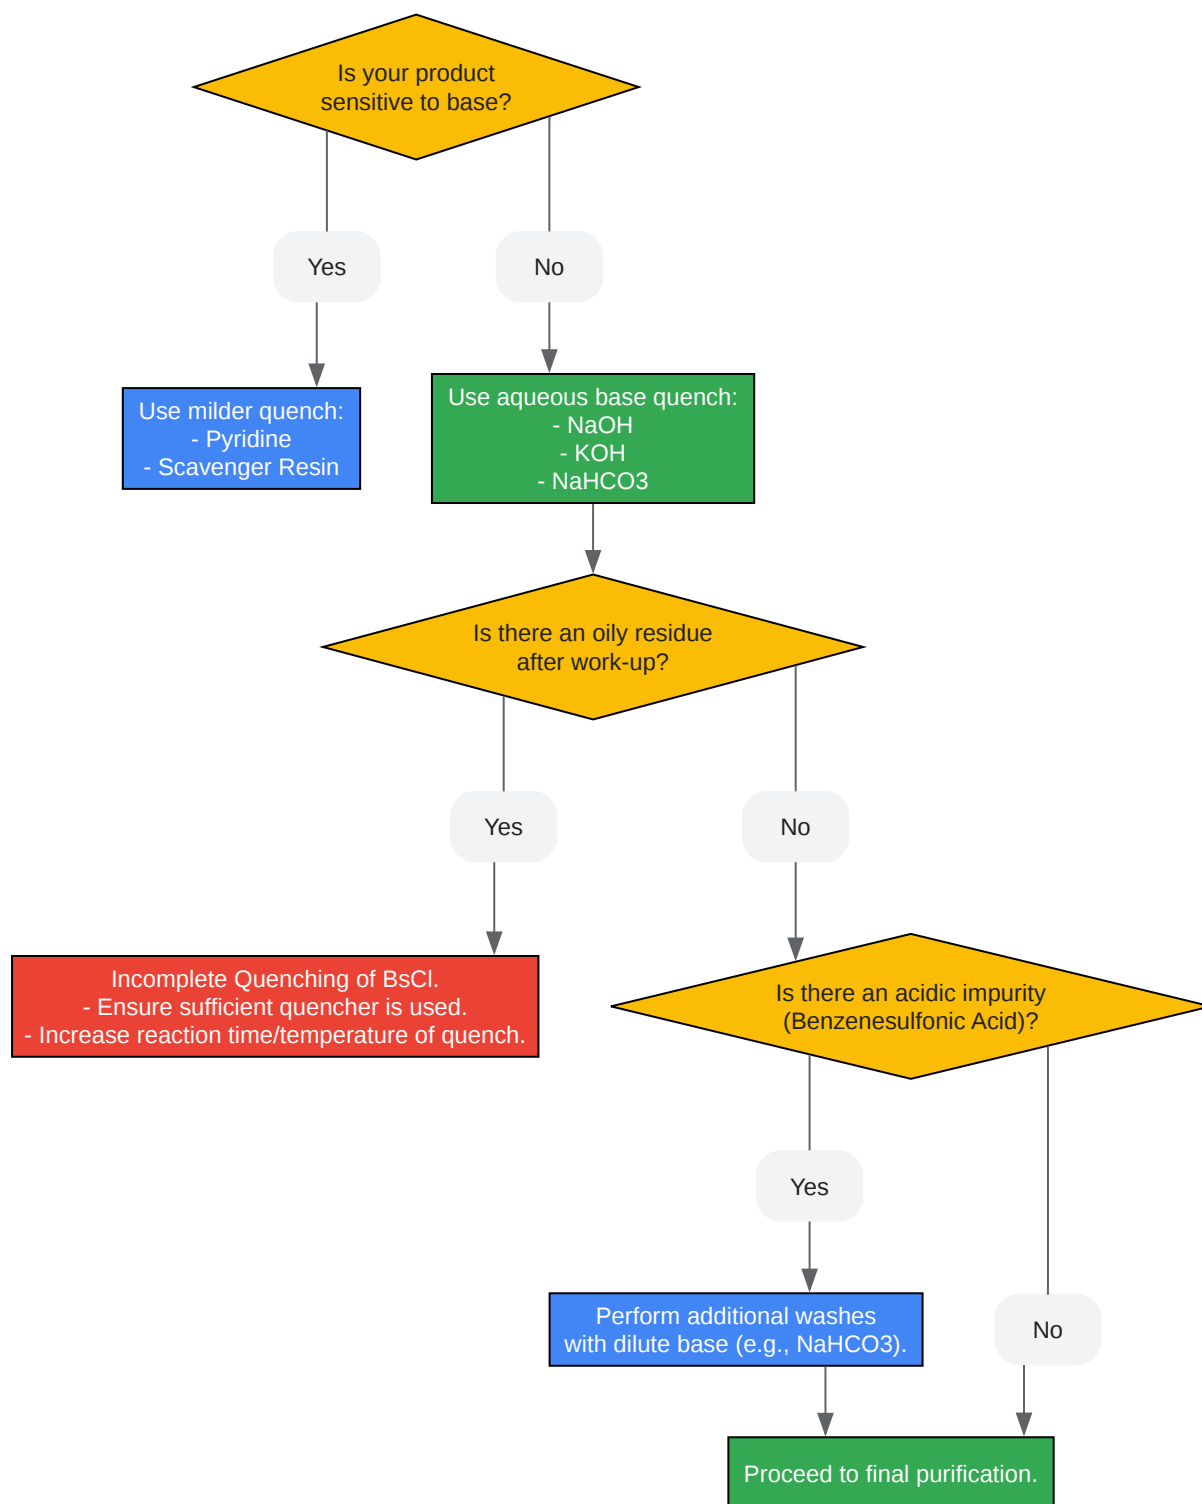 Is your product
sensitive to base?
Yes
No
Use milder quench:
- Pyridine
- Scavenger Resin
Use aqueous base quench:
- NaOH
- KOH
- NaHCO3
Is there an oily residue
after work-up?
Yes
No
Incomplete Quenching of BsCl.
- Ensure sufficient quencher is used.
- Increase reaction time/temperature of quench.
Is there an acidic impurity
(Benzenesulfonic Acid)?
Yes
No
Perform additional washes
with dilute base (e.g., NaHCO3).
Proceed to final purification.